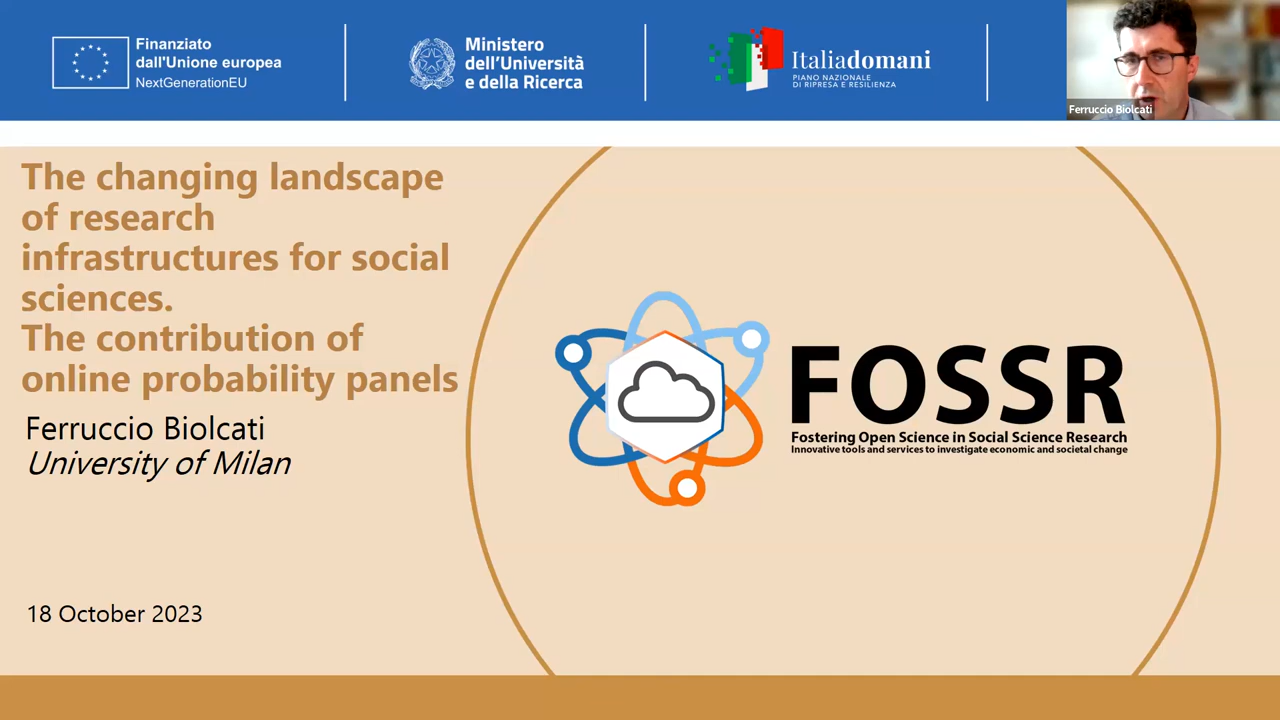 Finanziato
dall'Unione europea
NextGenerationEU
Ministero
dell'Università
e della Ricerca
Italiadomani
PIANO NAZIONALE
DI RIPRESA E RESILIENZA
Ferruccio Biolcati
The changing landscape
of research
infrastructures for social
sciences.
The contribution of
online probability panels
Ferruccio Biolcati
University of Milan
18 October 2023
FOSSR
Fostering Open Science in Social Science Research
Innovative tools and services to investigate economic and societal change